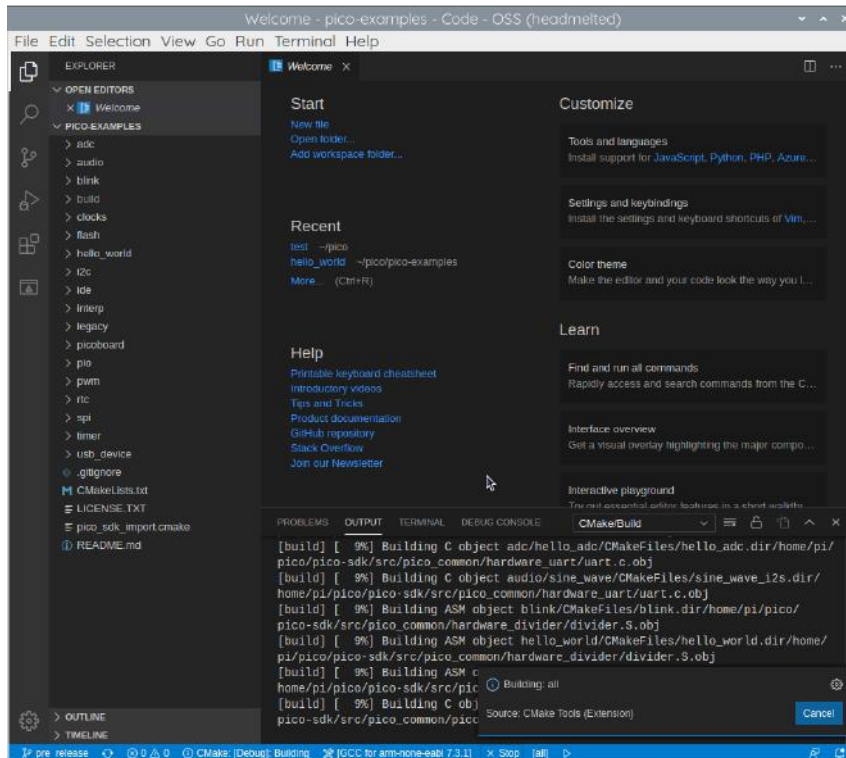 Welcome - pico-examples - Code - OSS (headmelted)
File Edit Selection View Go Run Terminal Help
EXPLORER
OPEN EDITORS
Welcome
PICO-EXAMPLES
adc
audio
blink
build
clocks
flash
hello_world
i2c
ide
interp
legacy
picoboard
pio
pwm
rtc
spi
timer
usb_device
.gitignore
CMakeLists.txt
LICENSE.TXT
pico_sdk_import.cmake
README.md
OUTLINE
TIMELINE
Welcome
Start
New file
Open folder...
Add workspace folder...
Recent
test ~/pico
hello_world ~/pico/pico-examples
More... (Ctrl+R)
Help
Printable keyboard cheatsheet
Introductory videos
Tips and Tricks
Product documentation
GitHub repository
Stack Overflow
Join our Newsletter
Customize
Tools and languages
Install support for JavaScript, Python, PHP, Azure...
Settings and keybindings
Install the settings and keyboard shortcuts of Vim,...
Color theme
Make the editor and your code look the way you l...
Learn
Find and run all commands
Rapidly access and search commands from the C...
Interface overview
Get a visual overlay highlighting the major compo...
Interactive playground
Try out essential editor features in a short walkthr
PROBLEMS OUTPUT TERMINAL DEBUG CONSOLE CMake/Build
[build] [ 9%] Building C object adc/hello_adc/CMakeFiles/hello_adc.dir/home/pi/
pico/pico-sdk/src/pico_common/hardware_uart/uart.c.obj
[build] [ 9%] Building C object audio/sine_wave/CMakeFiles/sine_wave_i2s.dir/
home/pi/pico/pico-sdk/src/pico_common/hardware_uart/uart.c.obj
[build] [ 9%] Building ASM object blink/CMakeFiles/blink.dir/home/pi/pico/
pico-sdk/src/pico_common/hardware_divider/divider.S.obj
[build] [ 9%] Building ASM object hello_world/CMakeFiles/hello_world.dir/home/
pi/pico/pico-sdk/src/pico_common/hardware_divider/divider.S.obj
[build] [ 9%] Building ASM o
home/pi/pico/pico-sdk/src/pic
[build] [ 9%] Building C obj
pico-sdk/src/pico_common/pico
Building: all
Source: CMake Tools (Extension)
Cancel
pre_release 0 0 CMake: [Debug]: Building [GCC for arm-none-eabi 7.3.1] Stop [all]